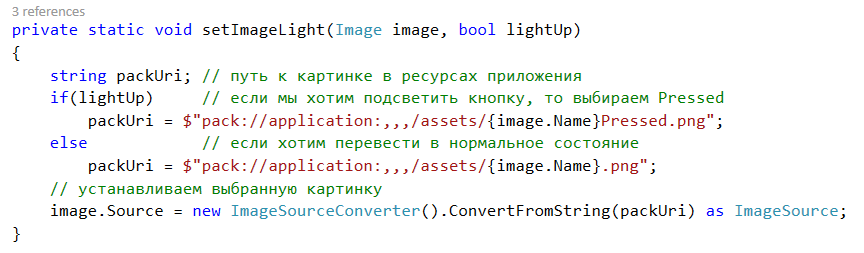 3 references
private static void setImageLight(Image image, bool lightUp)
{
    string packUri; // путь к картинке в ресурсах приложения
    if(lightUp)     // если мы хотим подсветить кнопку, то выбираем Pressed
        packUri = $"pack://application:,,,/assets/{image.Name}Pressed.png";
    else            // если хотим перевести в нормальное состояние
        packUri = $"pack://application:,,,/assets/{image.Name}.png";
    // устанавливаем выбранную картинку
    image.Source = new ImageSourceConverter().ConvertFromString(packUri) as ImageSource;
}